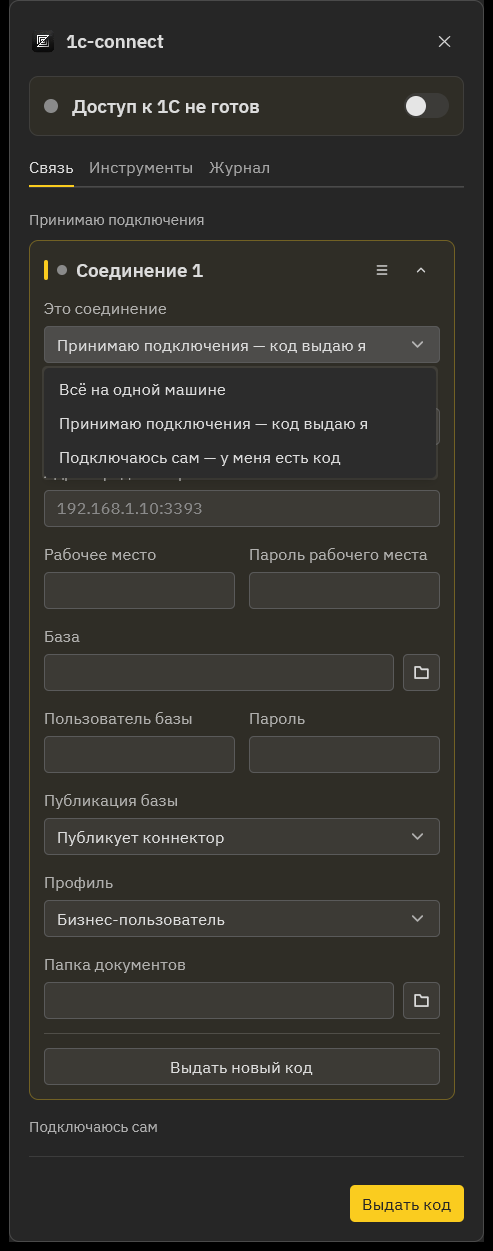 1c-connect
Доступ к 1С не готов
Связь Инструменты Журнал
Принимаю подключения
Соединение 1
Это соединение
Принимаю подключения — код выдаю я
Всё на одной машине
Принимаю подключения — код выдаю я
Подключаюсь сам — у меня есть код
192.168.1.10:3393
Рабочее место Пароль рабочего места
База
Пользователь базы Пароль
Публикация базы
Публикует коннектор
Профиль
Бизнес-пользователь
Папка документов
Выдать новый код
Подключаюсь сам
Выдать код